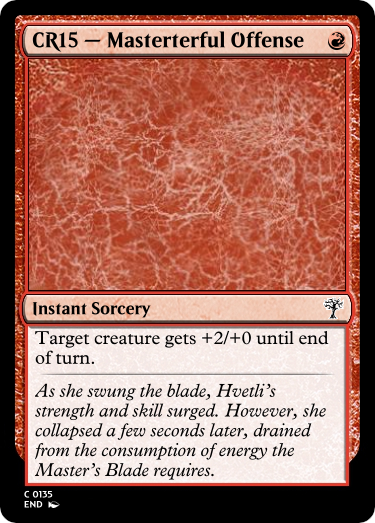 CR15 — Masterterful Offense
Instant Sorcery
Target creature gets +2/+0 until end
of turn.
As she swung the blade, Hvetli's
strength and skill surged. However, she
collapsed a few seconds later, drained
from the consumption of energy the
Master's Blade requires.
C 0135
END